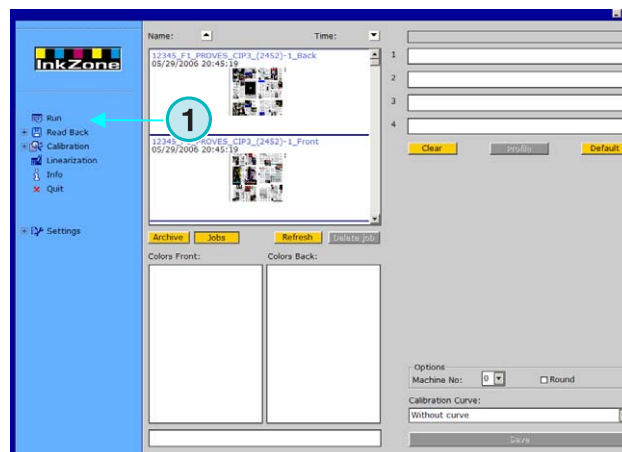 InkZone
Run
Read Back
Calibration
Linearization
Info
Quit
Settings
1
Name:
Time:
12345_F1_PROVES_CIP3_(2452)-1_Back
05/29/2006 20:45:19
12345_F1_PROVES_CIP3_(2452)-1_Front
05/29/2006 20:45:19
Archive
Jobs
Refresh
Delete job
Colors Front:
Colors Back:
1
2
3
4
Clear
Profile
Default
Options
Machine No:
0
Round
Calibration Curve:
Without curve
Save